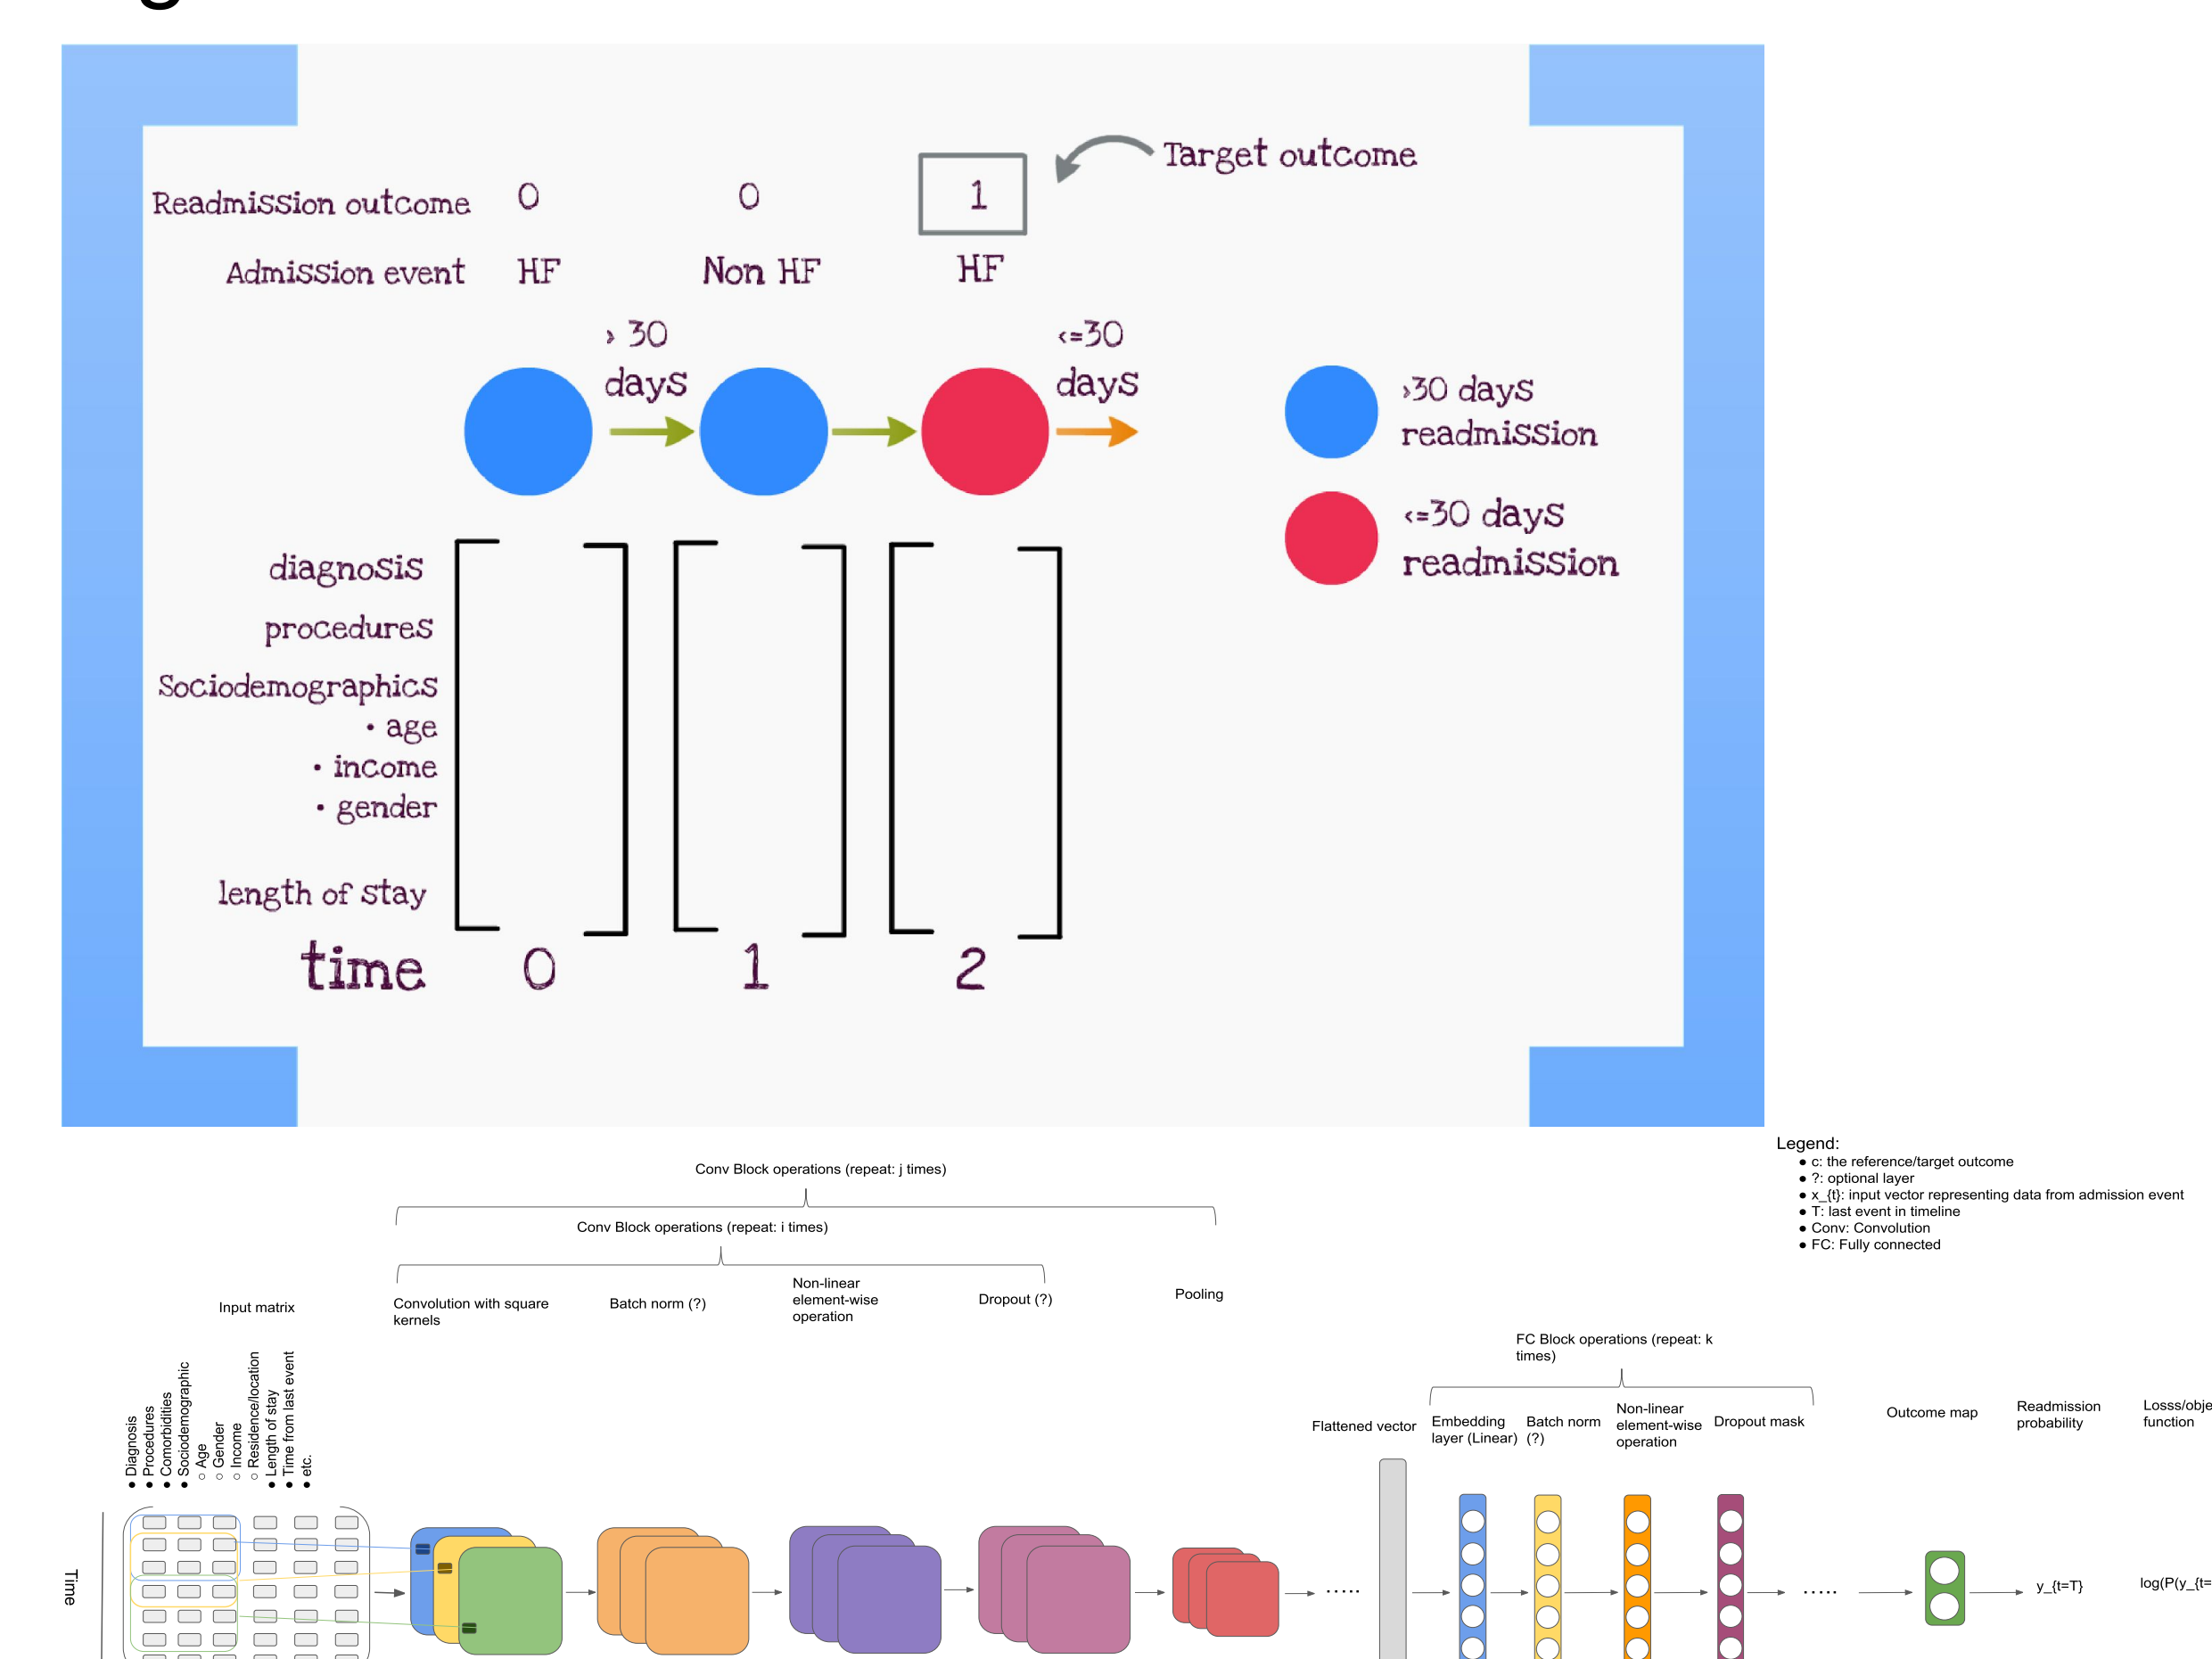 Target outcome
Readmission outcome 0 0 1
Admission event HF Non HF HF
> 30
days
<=30
days
>30 days
readmission
<=30 days
readmission
diagnosis
procedures
Sociodemographics
• age
• income
• gender
length of stay
time 0 1 2
Legend:
● c: the reference/target outcome
● ?: optional layer
● x_{t}: input vector representing data from admission event
● T: last event in timeline
● Conv: Convolution
● FC: Fully connected
Conv Block operations (repeat: j times)
Conv Block operations (repeat: i times)
Input matrix
Convolution with square
kernels
Batch norm (?)
Non-linear
element-wise
operation
Dropout (?)
Pooling
FC Block operations (repeat: k
times)
Flattened vector
Embedding
layer (Linear)
Batch norm
(?)
Non-linear
element-wise
operation
Dropout mask
Outcome map
Readmission
probability
Losss/obje
function
● Diagnosis
● Procedures
● Comorbidities
● Sociodemographic
○ Age
○ Gender
○ Income
○ Residence/location
● Length of stay
● Time from last event
● etc.
Time
.....
.....
y_{t=T}
log(P(y_{t=